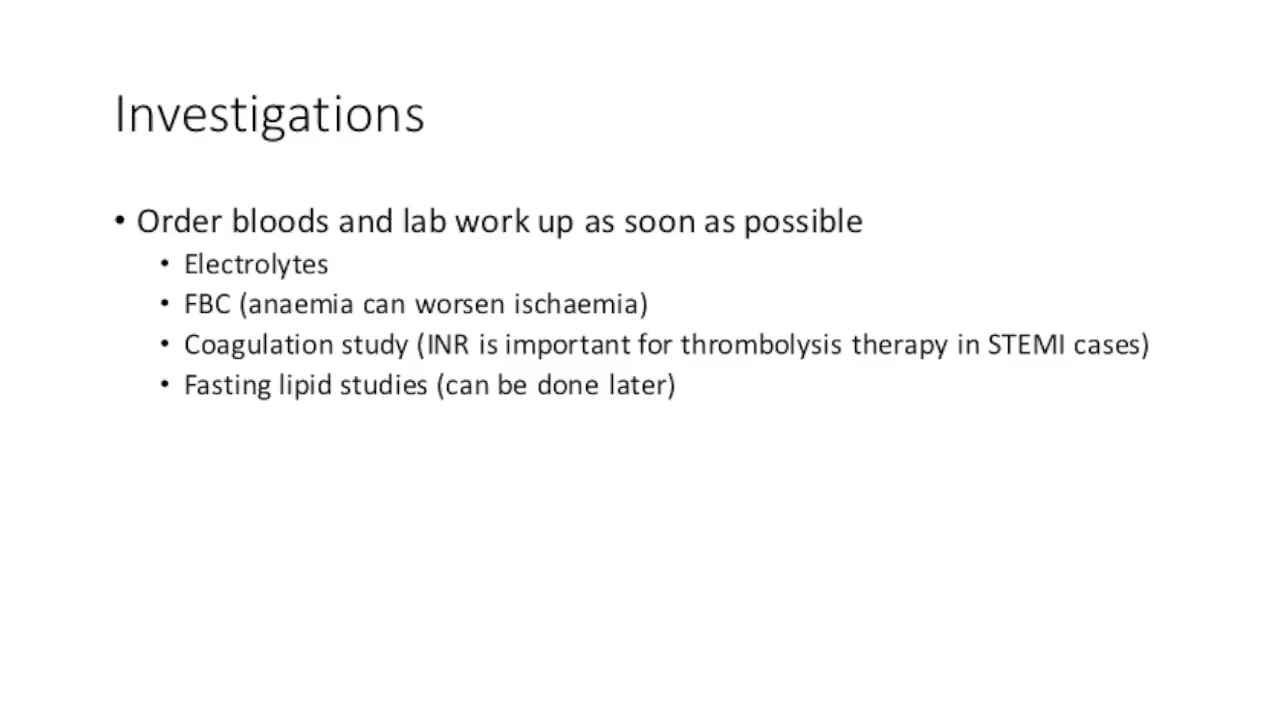 Investigations
• Order bloods and lab work up as soon as possible
• Electrolytes
• FBC (anaemia can worsen ischaemia)
• Coagulation study (INR is important for thrombolysis therapy in STEMI cases)
• Fasting lipid studies (can be done later)